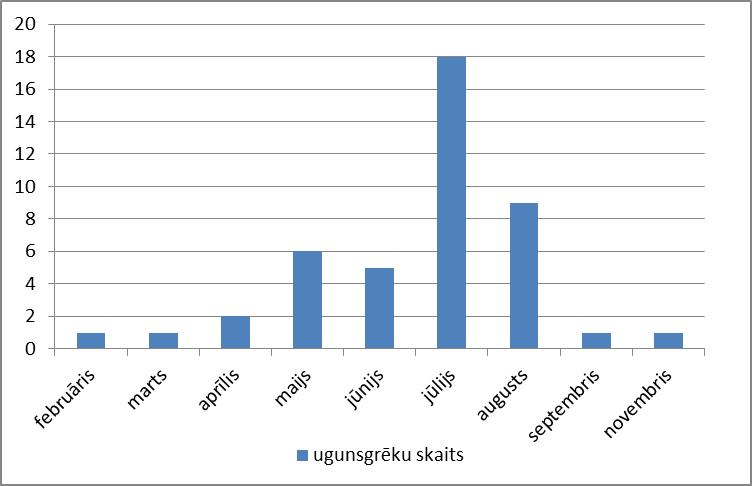 20
18
16
14
12
10
8
6
4
2
0
februāris
marts
aprīlis
maijs
jūnijs
jūlijs
augusts
septembris
novembris
ugunsgrēku skaits